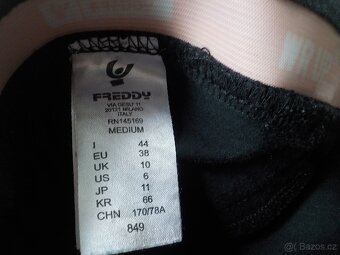 FREDDY
VIA GESU' 11
20121 MILANO
ITALY
RN145169
MEDIUM
I 44
EU 38
UK 10
US 6
JP 11
KR 66
CHN 170/78A
849
Bazos.cz